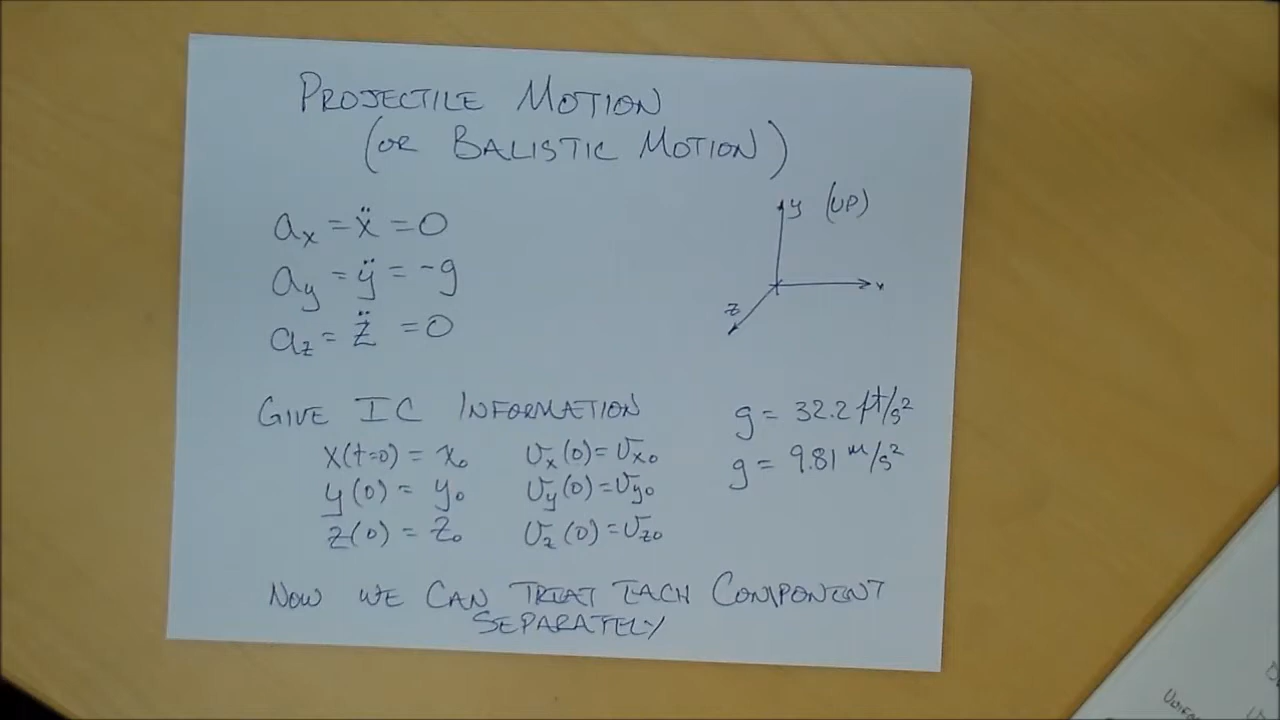 PROJECTILE MOTION
(OR BALISTIC MOTION)
aₓ = ẍ = 0
a_y = ÿ = -g
a_z = z̈ = 0
y (UP)
x
z
GIVE IC INFORMATION
x(t=0) = x₀ vₓ(0) = vₓ₀
y(0) = y₀ v_y(0) = v_y₀
z(0) = z₀ v_z(0) = v_z₀
g = 32.2 ft/s²
g = 9.81 m/s²
NOW WE CAN TREAT EACH COMPONENT
SEPARATELY